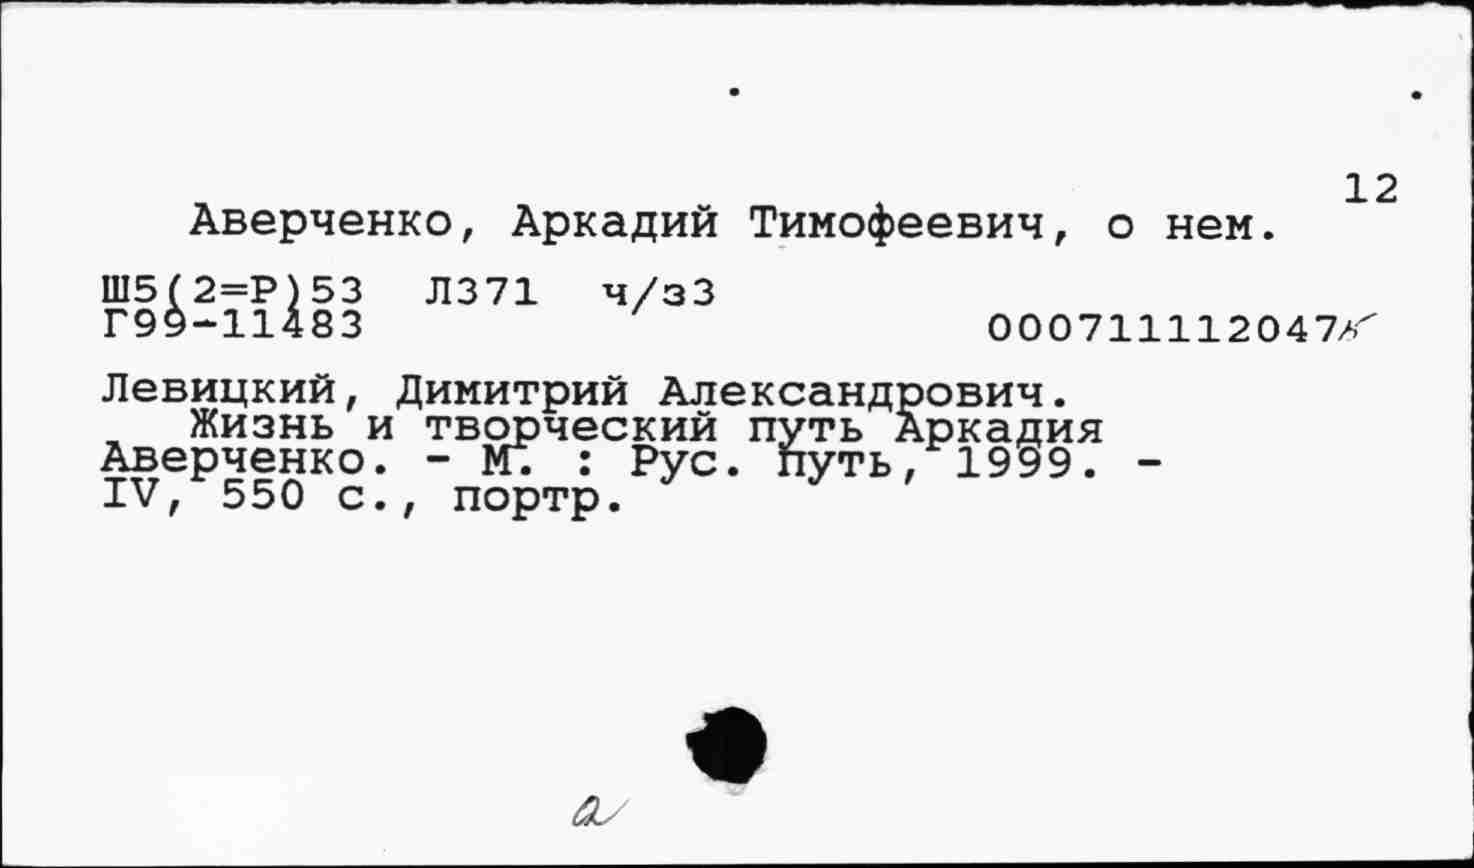 12
Аверченко, Аркадий Тимофеевич, о нем.
Ш5(2=Р)53 Л371 ч/з3
Г99-11483
000711112047к
Левицкий, Димитрий Александрович.
Жизнь и творческий путь Аркадия
Аверченко. - М. : Рус. путь, 1999. -
IV, 550 с., портр.
а